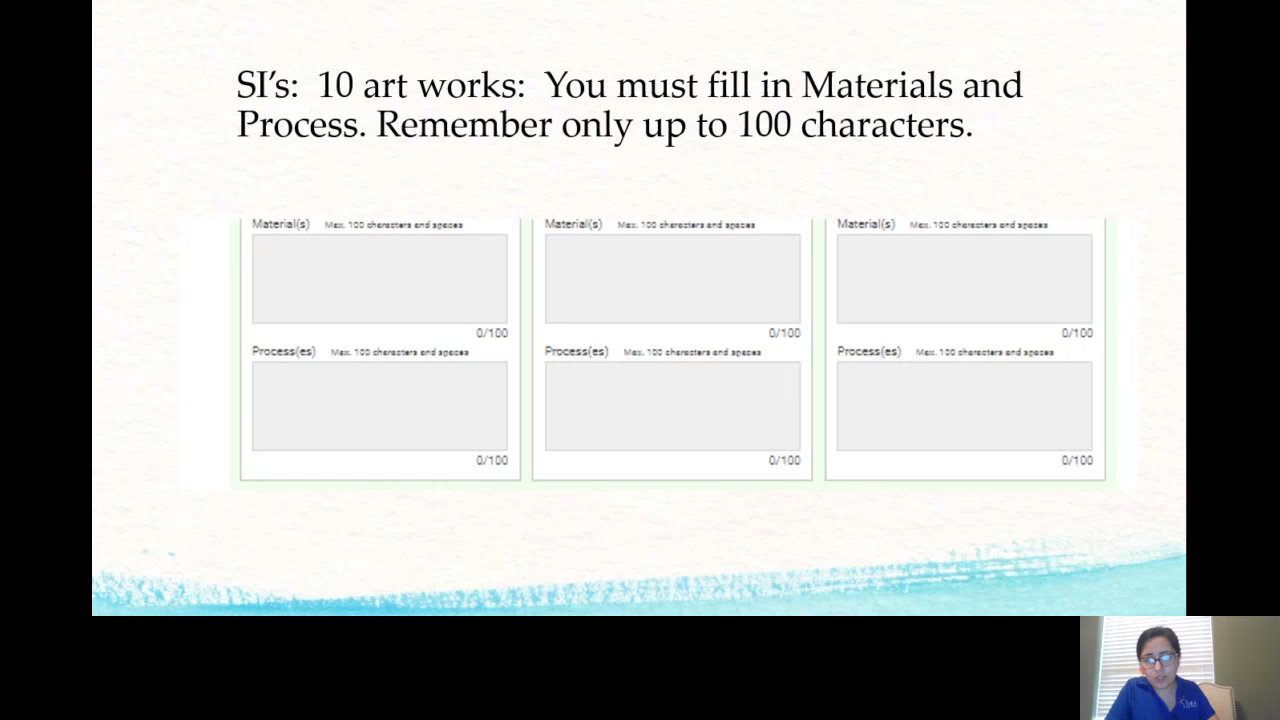 SI’s:  10 art works:  You must fill in Materials and
Process. Remember only up to 100 characters.
Material(s) Max. 100 characters and spaces Material(s) Max. 100 characters and spaces Material(s) Max. 100 characters and spaces
0/100 0/100 0/100
Process(es) Max. 100 characters and spaces Process(es) Max. 100 characters and spaces Process(es) Max. 100 characters and spaces
0/100 0/100 0/100